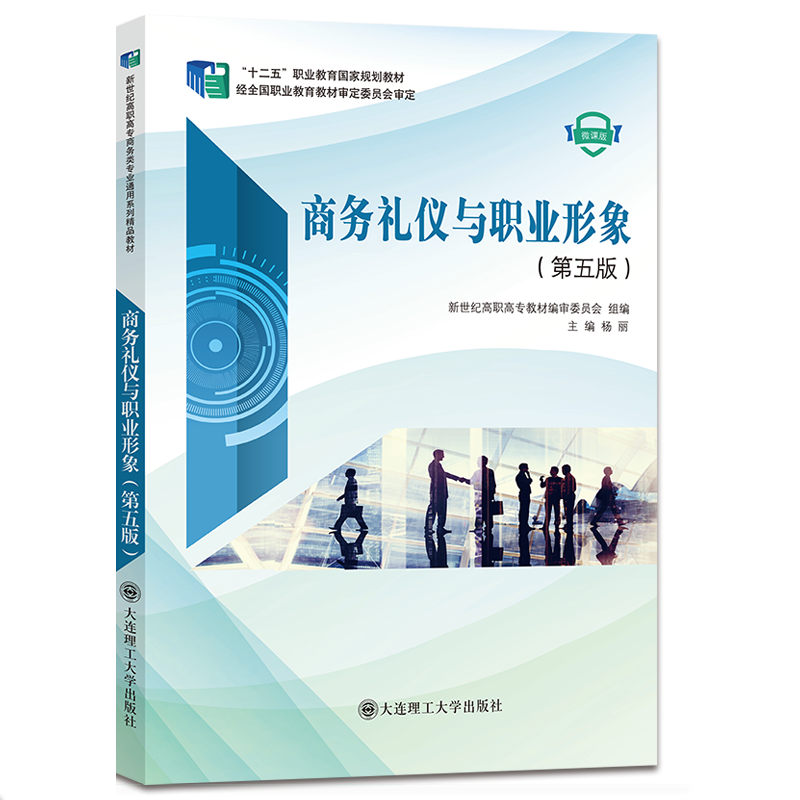 “十二五”职业教育国家规划教材
经全国职业教育教材审定委员会审定
微课版
商务礼仪与职业形象
（第五版）
新世纪高职高专教材编审委员会 组编
主编 杨丽
大连理工大学出版社
新世纪高职高专商务类专业通用系列精品教材
商务礼仪与职业形象（第五版）
大连理工大学出版社